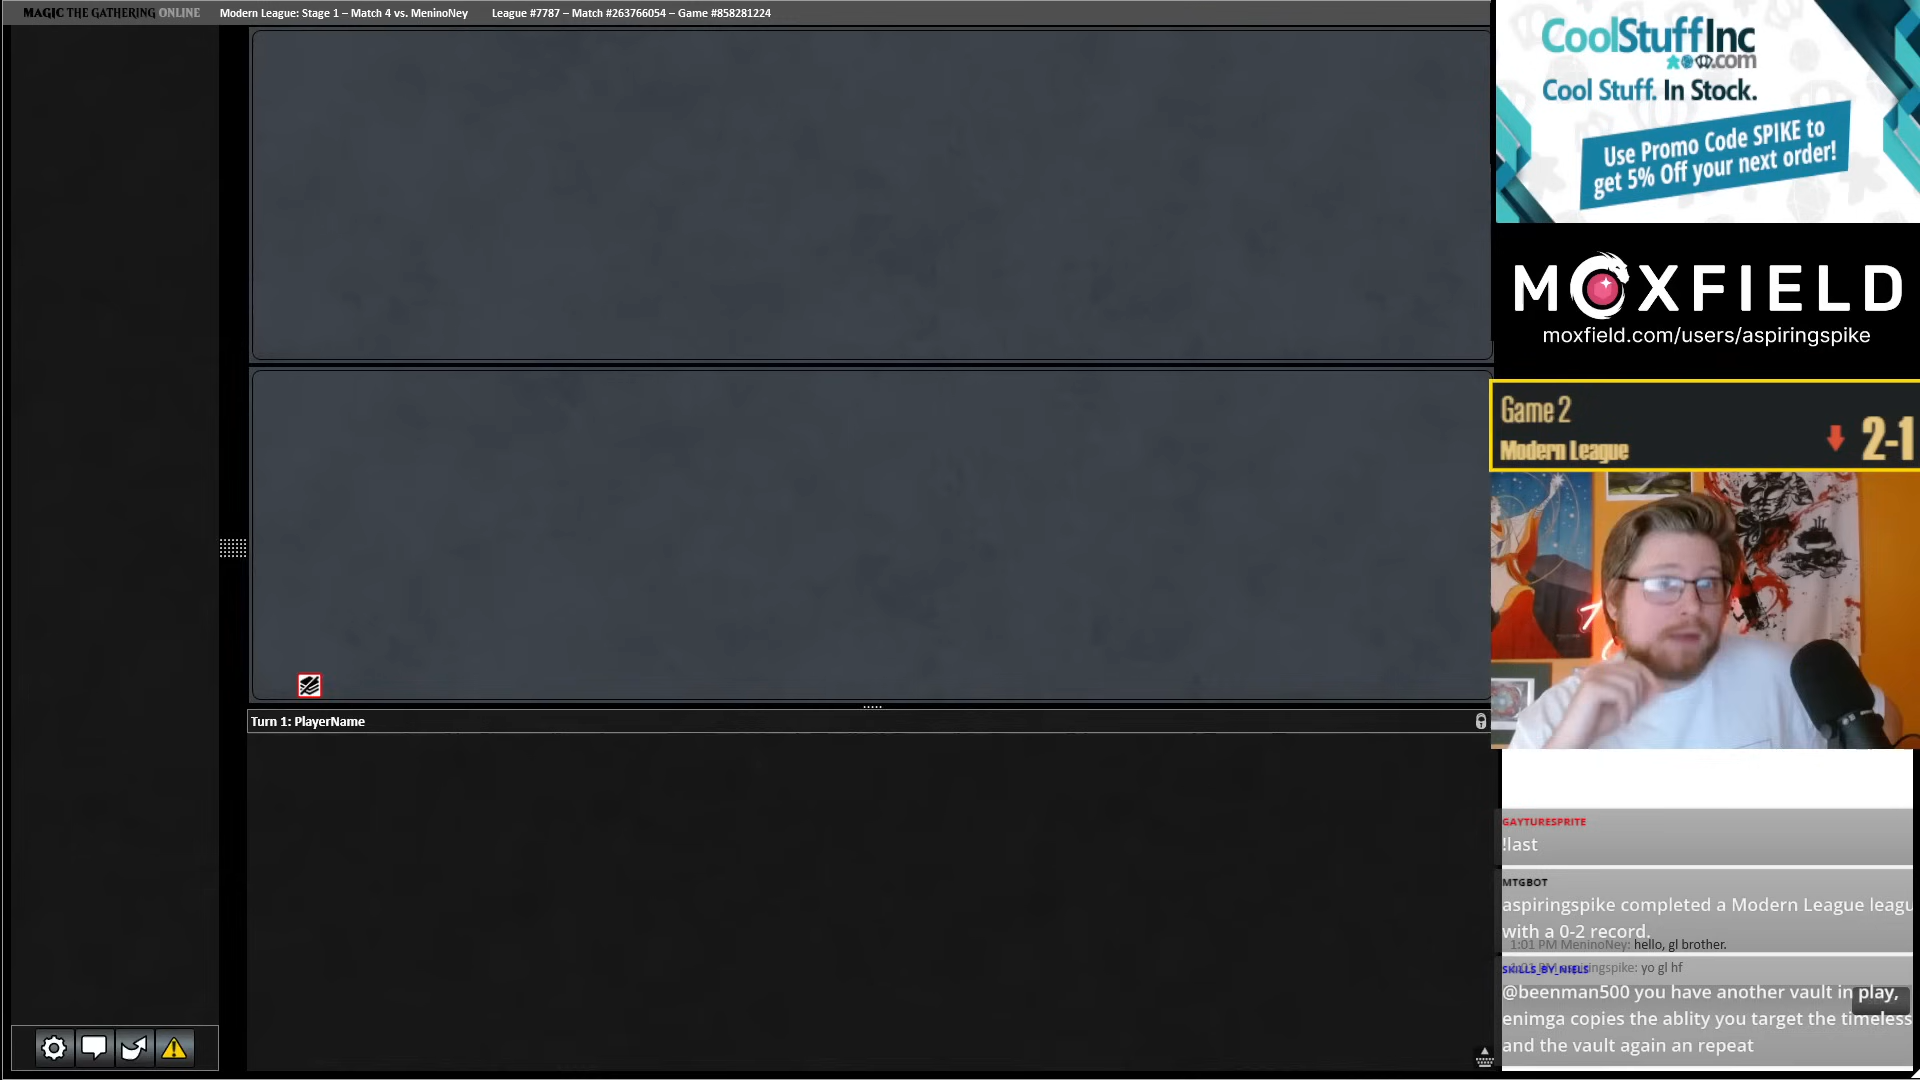 MAGIC THE GATHERING ONLINE
Modern League: Stage 1 – Match 4 vs. MeninoNey
League #7787 – Match #263766054 – Game #858281224
CoolStuffInc
.com
Cool Stuff. In Stock.
Use Promo Code SPIKE to
get 5% Off your next order!
MOXFIELD
moxfield.com/users/aspiringspike
Game 2
Modern League
2-1
Turn 1: PlayerName
GAYTURESPRITE
!last
MTGBOT
aspiringspike completed a Modern League leagu
with a 0-2 record.
1:01 PM MeninoNey: hello, gl brother.
SKILLS_BY_NIELS
1:01 PM aspiringspike: yo gl hf
@beenman500 you have another vault in play,
enimga copies the ablity you target the timeless
and the vault again an repeat